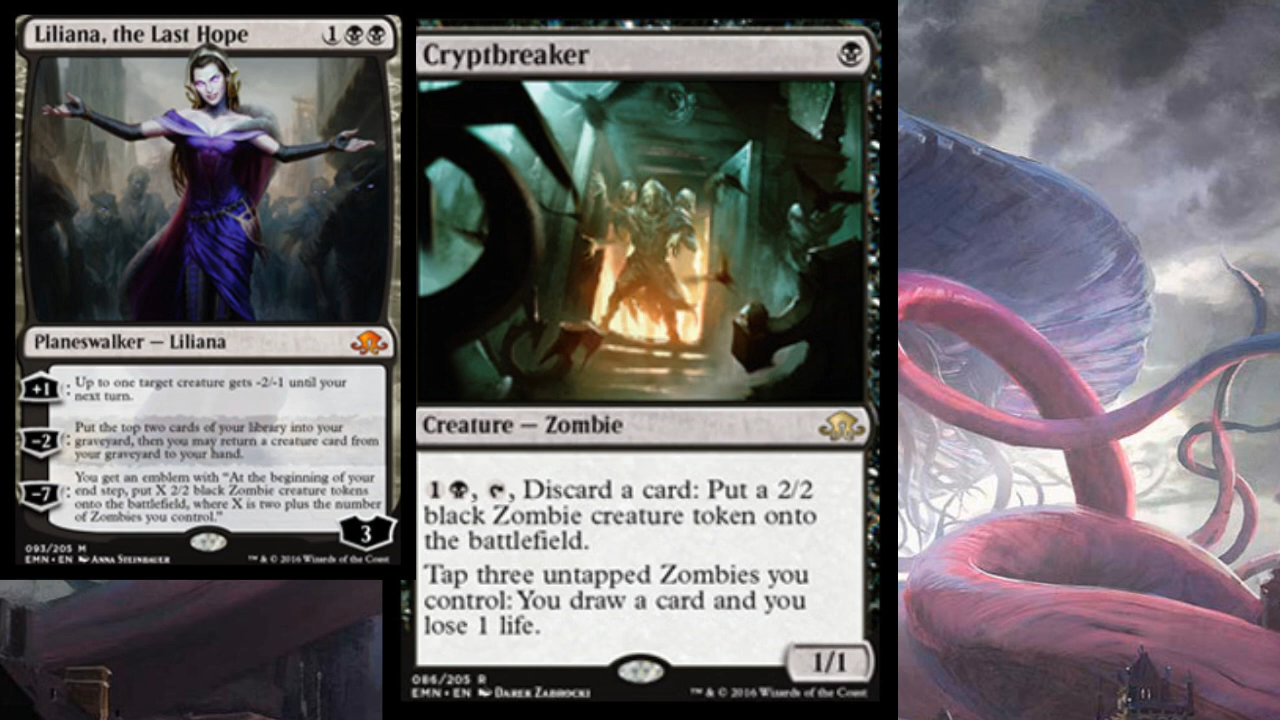 Liliana, the Last Hope 1
Planeswalker — Liliana
+1: Up to one target creature gets -2/-1 until your
next turn.
-2: Put the top two cards of your library into your
graveyard, then you may return a creature card from
your graveyard to your hand.
-7: You get an emblem with “At the beginning of your
end step, put X 2/2 black Zombie creature tokens
onto the battlefield, where X is two plus the number
of Zombies you control.”
3
093/205 M
EMN • EN Anna Steinbauer ™ & © 2016 Wizards of the Coast
Cryptbreaker
Creature — Zombie
1, , Discard a card: Put a 2/2
black Zombie creature token onto
the battlefield.
Tap three untapped Zombies you
control: You draw a card and you
lose 1 life.
1/1
086/205 R
EMN • EN Darek Zabrocki ™ & © 2016 Wizards of the Coast